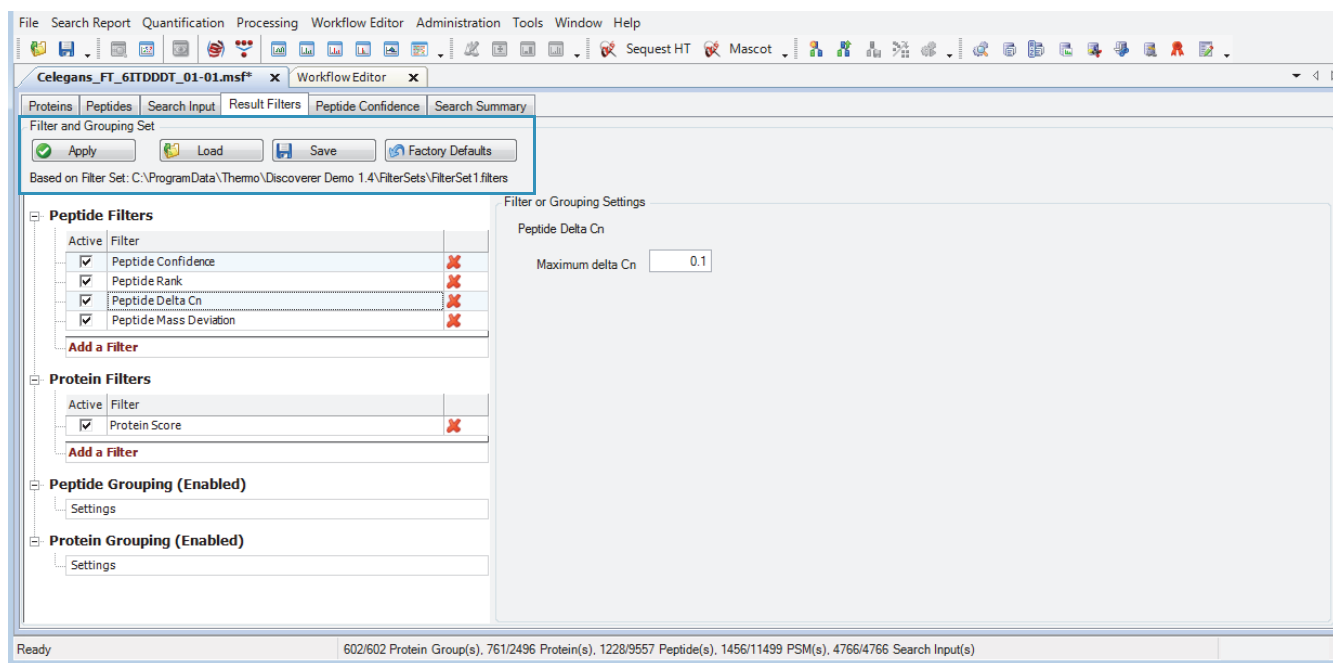 File Search Report Quantification Processing Workflow Editor Administration Tools Window Help
Sequest HT Mascot
Celegans_FT_6ITDDDT_01-01.msf* x Workflow Editor x
Proteins Peptides Search Input Result Filters Peptide Confidence Search Summary
Filter and Grouping Set
Apply Load Save Factory Defaults
Based on Filter Set: C:\ProgramData\Thermo\Discoverer Demo 1.4\FilterSets\FilterSet1.filters
Filter or Grouping Settings
Peptide Delta Cn
Maximum delta Cn 0.1
Peptide Filters
Active Filter
Peptide Confidence
Peptide Rank
Peptide Delta Cn
Peptide Mass Deviation
Add a Filter
Protein Filters
Active Filter
Protein Score
Add a Filter
Peptide Grouping (Enabled)
Settings
Protein Grouping (Enabled)
Settings
Ready 602/602 Protein Group(s), 761/2496 Protein(s), 1228/9557 Peptide(s), 1456/11499 PSM(s), 4766/4766 Search Input(s)